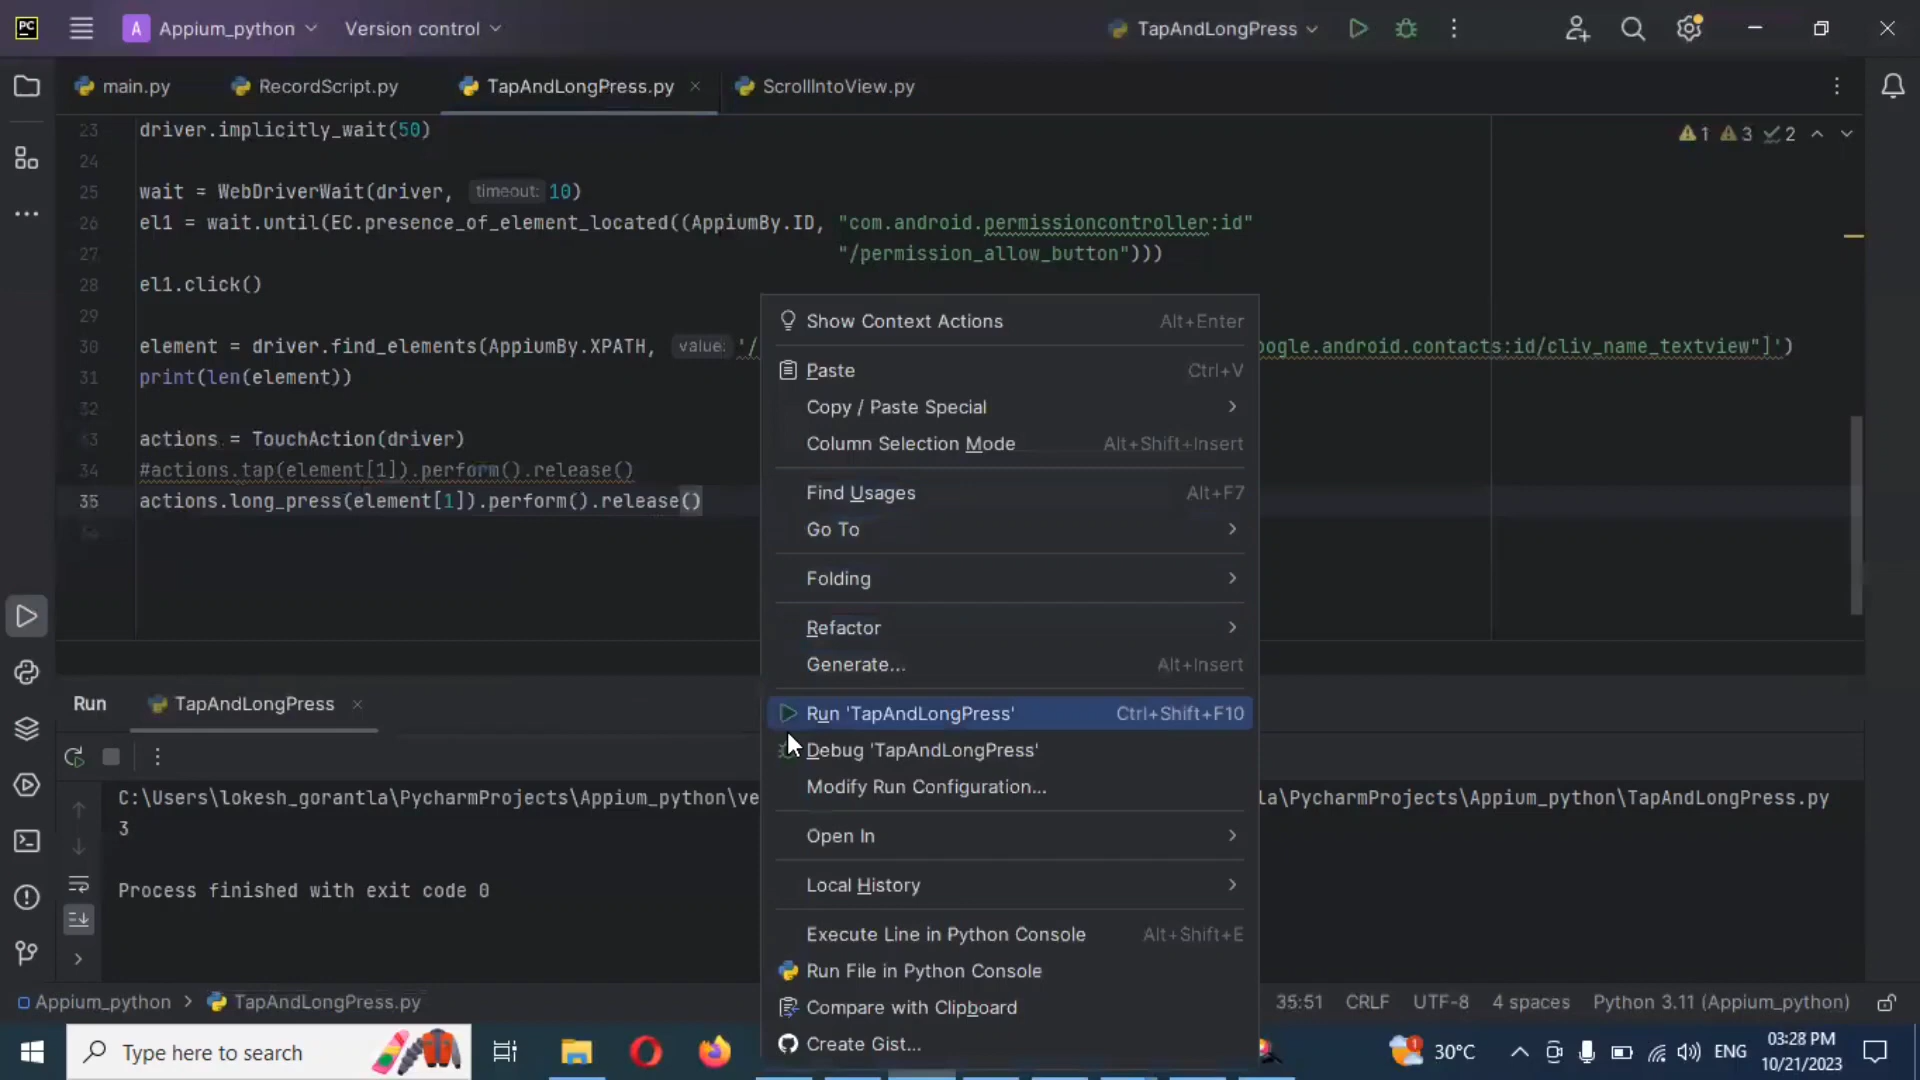 PC
A Appium_python
Version control
TapAndLongPress
main.py
RecordScript.py
TapAndLongPress.py
ScrollIntoView.py
23 driver.implicitly_wait(50)
1 3 2
24
25 wait = WebDriverWait(driver, timeout: 10)
26 el1 = wait.until(EC.presence_of_element_located((AppiumBy.ID, "com.android.permissioncontroller:id"
27 "/permission_allow_button")))
28 el1.click()
29
30 element = driver.find_elements(AppiumBy.XPATH, value: '/ oogle.android.contacts:id/cliv_name_textview"]')
31 print(len(element))
32
33 actions = TouchAction(driver)
34 #actions.tap(element[1]).perform().release()
35 actions.long_press(element[1]).perform().release()
36
Show Context Actions Alt+Enter
Paste Ctrl+V
Copy / Paste Special
Column Selection Mode Alt+Shift+Insert
Find Usages Alt+F7
Go To
Folding
Refactor
Generate... Alt+Insert
Run 'TapAndLongPress' Ctrl+Shift+F10
Debug 'TapAndLongPress'
Modify Run Configuration...
Open In
Local History
Execute Line in Python Console Alt+Shift+E
Run File in Python Console
Compare with Clipboard
Create Gist...
Run TapAndLongPress
C:\Users\lokesh_gorantla\PycharmProjects\Appium_python\ve la\PycharmProjects\Appium_python\TapAndLongPress.py
3
Process finished with exit code 0
Appium_python > TapAndLongPress.py
35:51 CRLF UTF-8 4 spaces Python 3.11 (Appium_python)
Type here to search
1
30°C
ENG
03:28 PM
10/21/2023